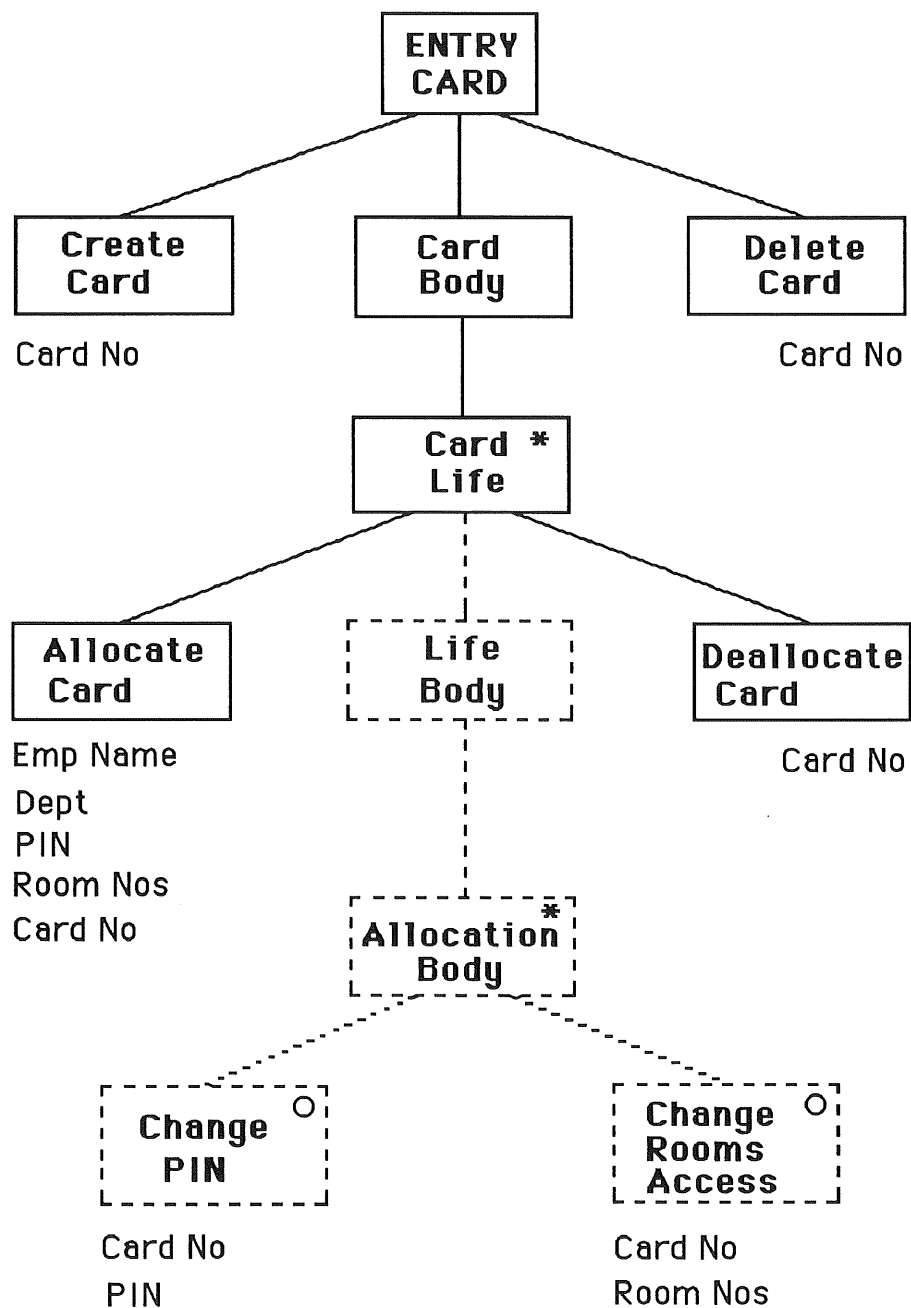 ENTRY
CARD
Create
Card
Card
Body
Delete
Card
Card No
Card No
Card *
Life
Allocate
Card
Life
Body
Deallocate
Card
Emp Name
Dept
PIN
Room Nos
Card No
Card No
*
Allocation
Body
Change
PIN
Change
Rooms
Access
Card No
PIN
Card No
Room Nos